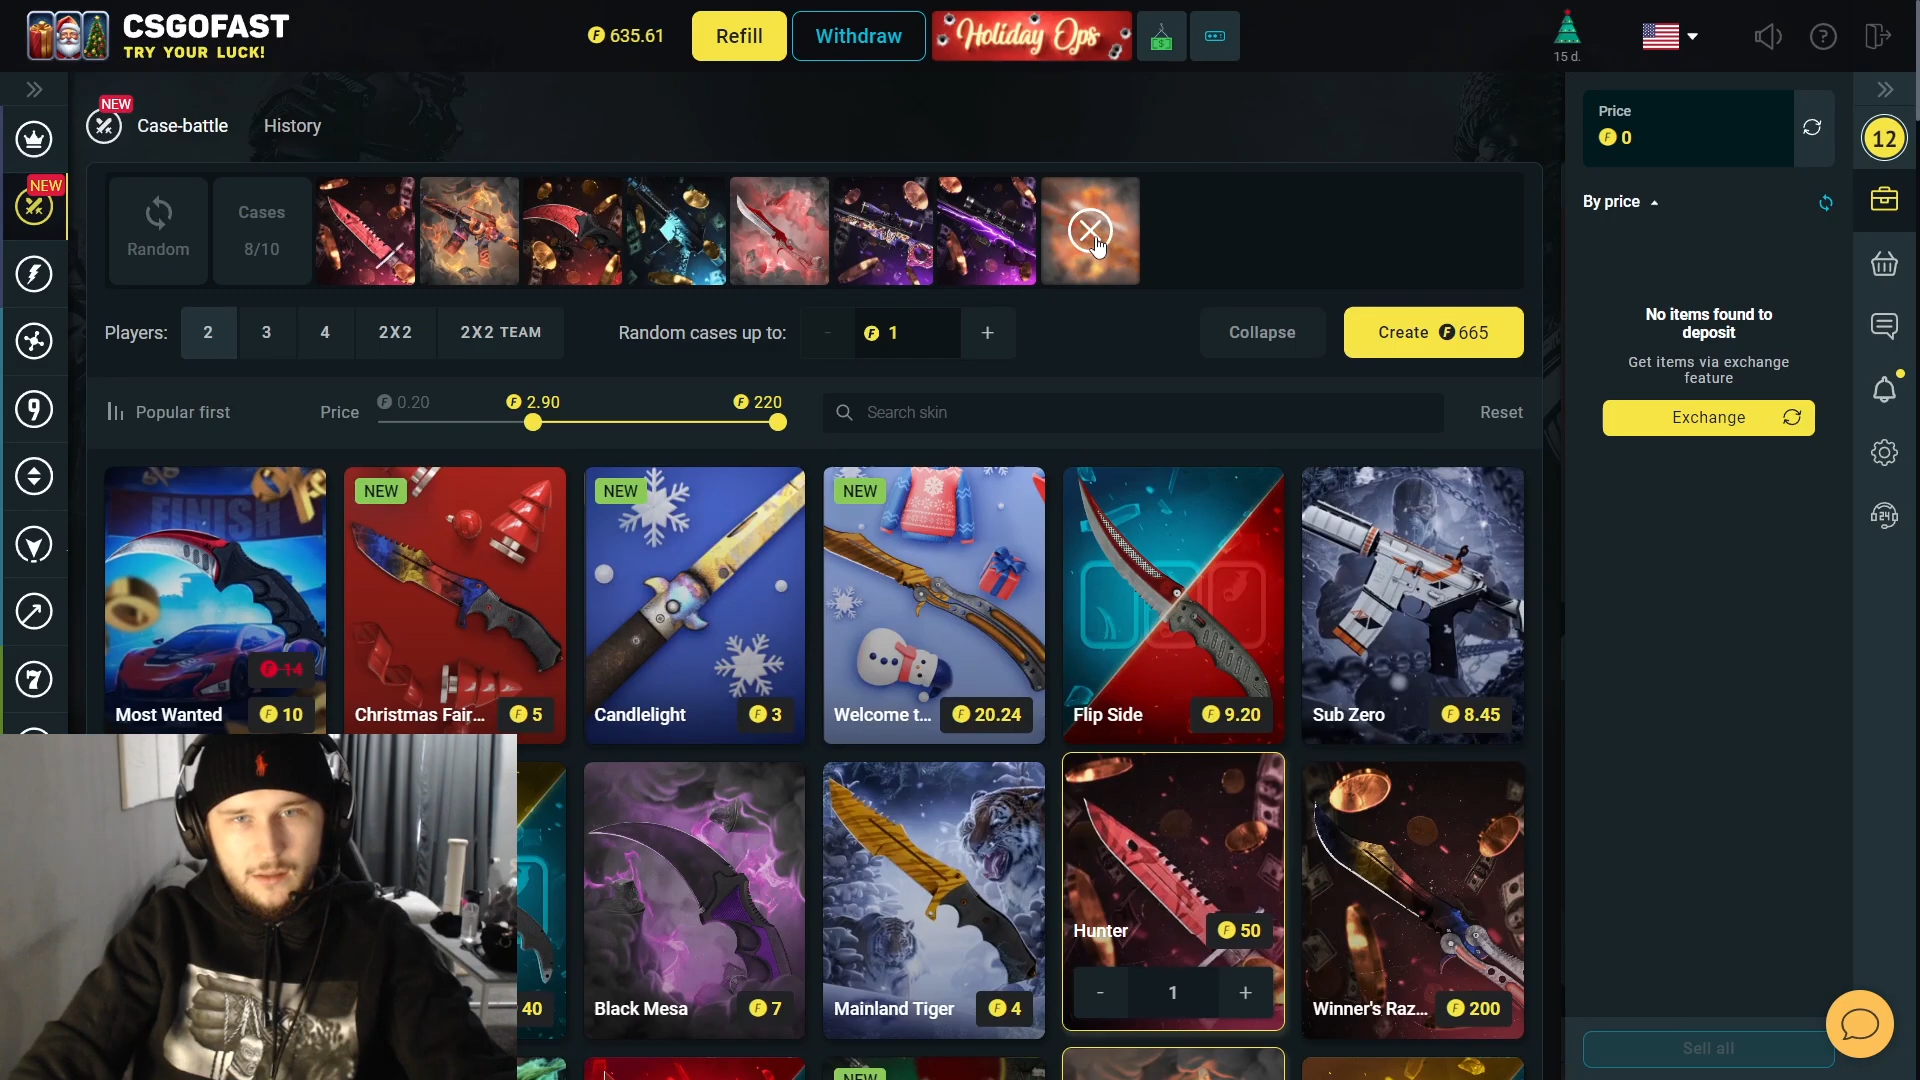 CSGOFAST
TRY YOUR LUCK!
635.61
Refill
Withdraw
Holiday Ops
15 d.
NEW
Case-battle
History
Price
0
12
NEW
Random
Cases
8/10
By price
Players:
2
3
4
2X2
2X2 TEAM
Random cases up to:
-
1
+
Collapse
Create 665
No items found to
deposit
Get items via exchange
feature
Exchange
Popular first
Price
0.20
2.90
220
Search skin
Reset
9
24
7
FINISH
14
Most Wanted
10
NEW
Christmas Fair...
5
NEW
Candlelight
3
NEW
Welcome t...
20.24
Flip Side
9.20
Sub Zero
8.45
40
Black Mesa
7
Mainland Tiger
4
Hunter
50
-
1
+
Winner's Raz...
200
NEW
Sell all